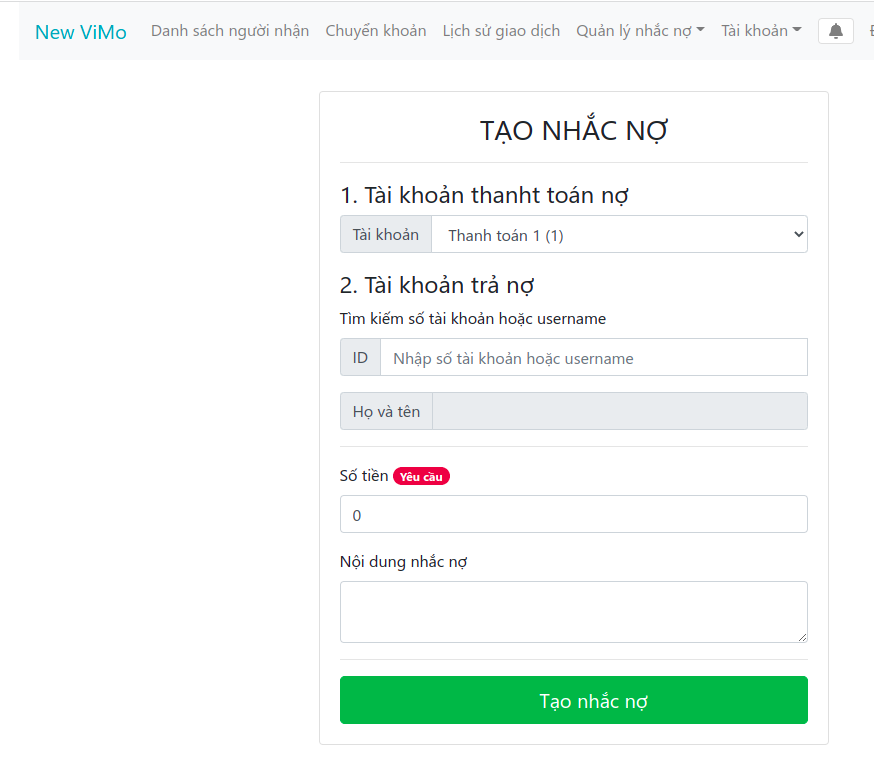 New ViMo Danh sách người nhận Chuyển khoản Lịch sử giao dịch Quản lý nhắc nợ Tài khoản
TẠO NHẮC NỢ
1. Tài khoản thanht toán nợ
Tài khoản Thanh toán 1 (1)
2. Tài khoản trả nợ
Tìm kiếm số tài khoản hoặc username
ID Nhập số tài khoản hoặc username
Họ và tên
Số tiền Yêu cầu
0
Nội dung nhắc nợ
Tạo nhắc nợ